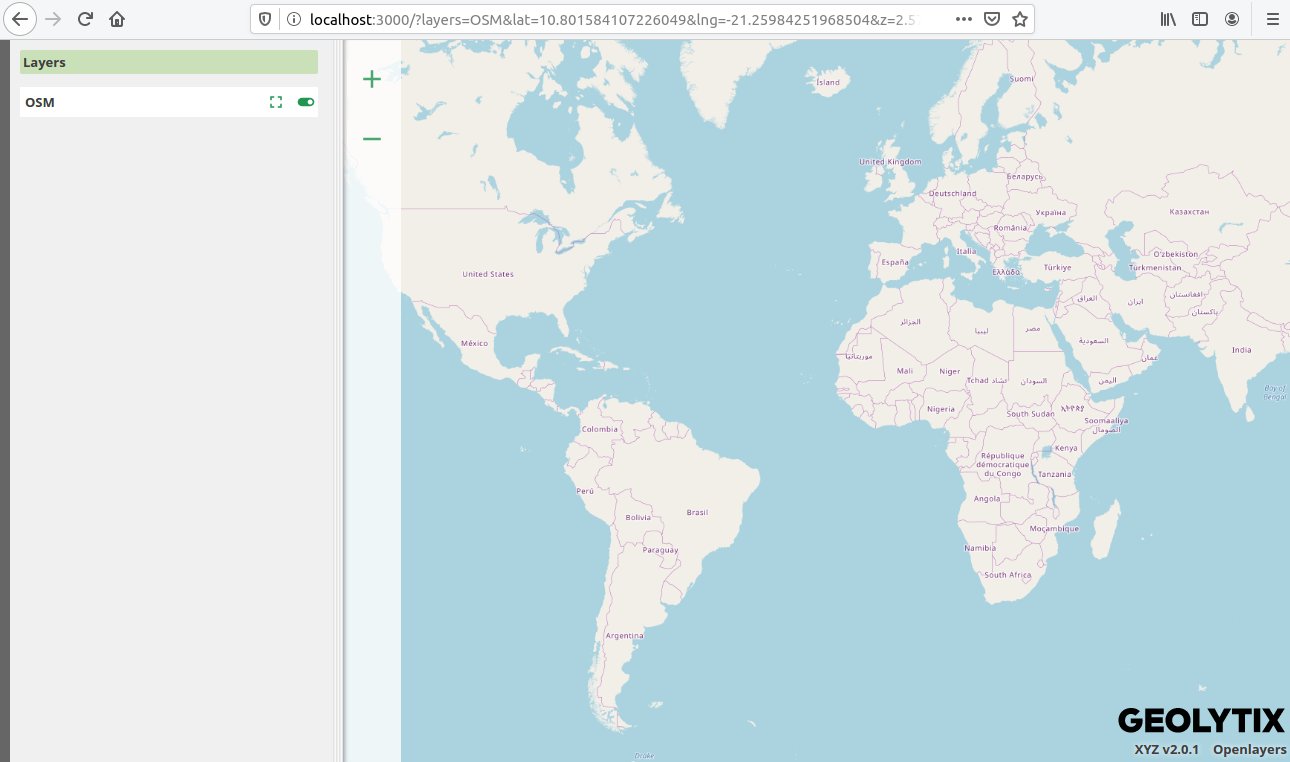 localhost:3000/?layers=OSM&lat=10.801584107226049&lng=-21.25984251968504&z=2.5
Layers
OSM
Ísland
Suomi
United Kingdom
Беларусь
Deutschland
Україна
Казахстан
România
Italia
Oʻzbekiston
España
Ελλάδα
Türkiye
Turkmenistan
United States
افغانستان
العراق
ایران
پاکستان
الجزائر
ليبيا
مصر
السعودية
México
India
موريتانيا
عمان
Mali
Niger
Tchad تشاد
السودان
اليمن
Bay of
Bengal
Nigeria
South Sudan
Soomaaliya
الصومال
Colombia
Kenya
République
démocratique
du Congo
Tanzania
Perú
Angola
Brasil
Bolivia
Moçambique
Paraguay
Namibia
South Africa
Argentina
GEOLYTIX
XYZ v2.0.1 Openlayers
Drake